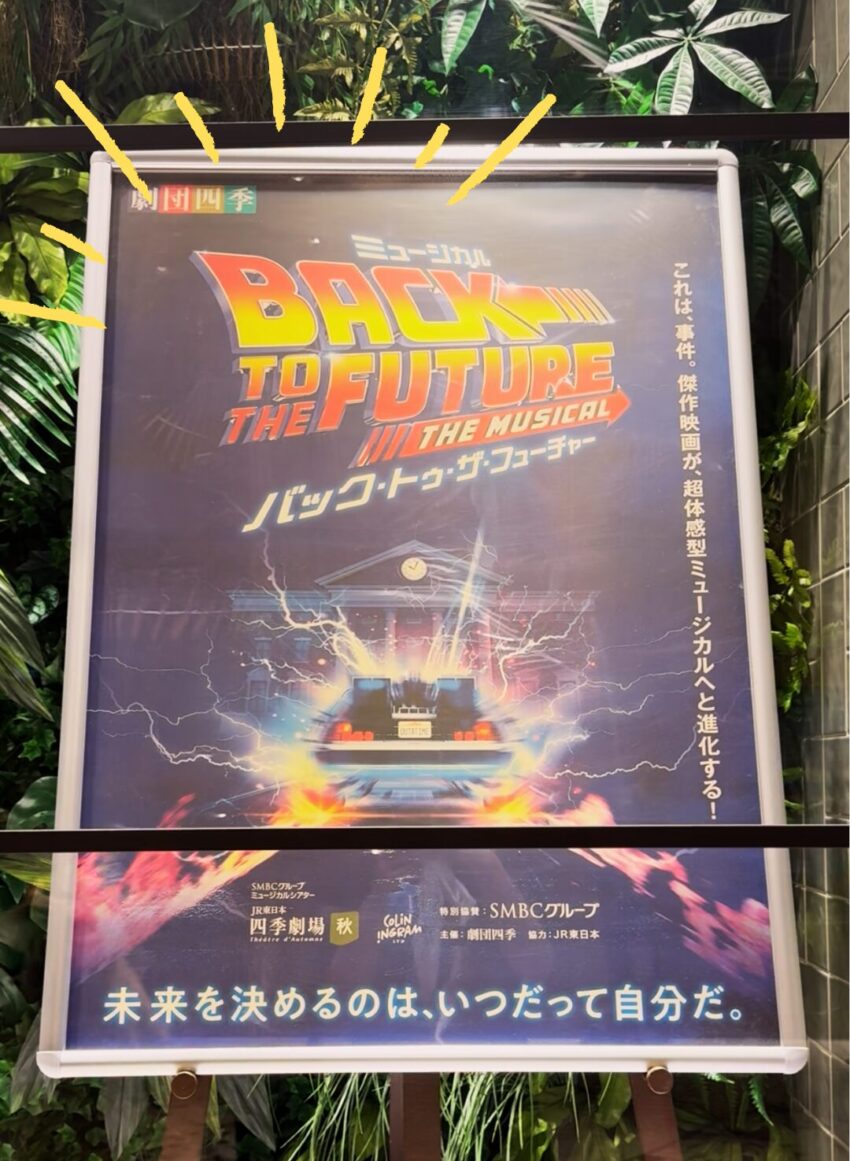 劇団四季
ミュージカル
BACK
TO THE FUTURE
THE MUSICAL
バック・トゥ・ザ・フューチャー
これは、事件。傑作映画が、超体感型ミュージカルへと進化する！
OUTATIME
SMBCグループ
ミュージカルシアター
JR東日本
四季劇場 秋
Théâtre d'Automne
COLIN
INGRAM
LTD
特別協賛：SMBCグループ
主催：劇団四季 協力：JR東日本
未来を決めるのは、いつだって自分だ。